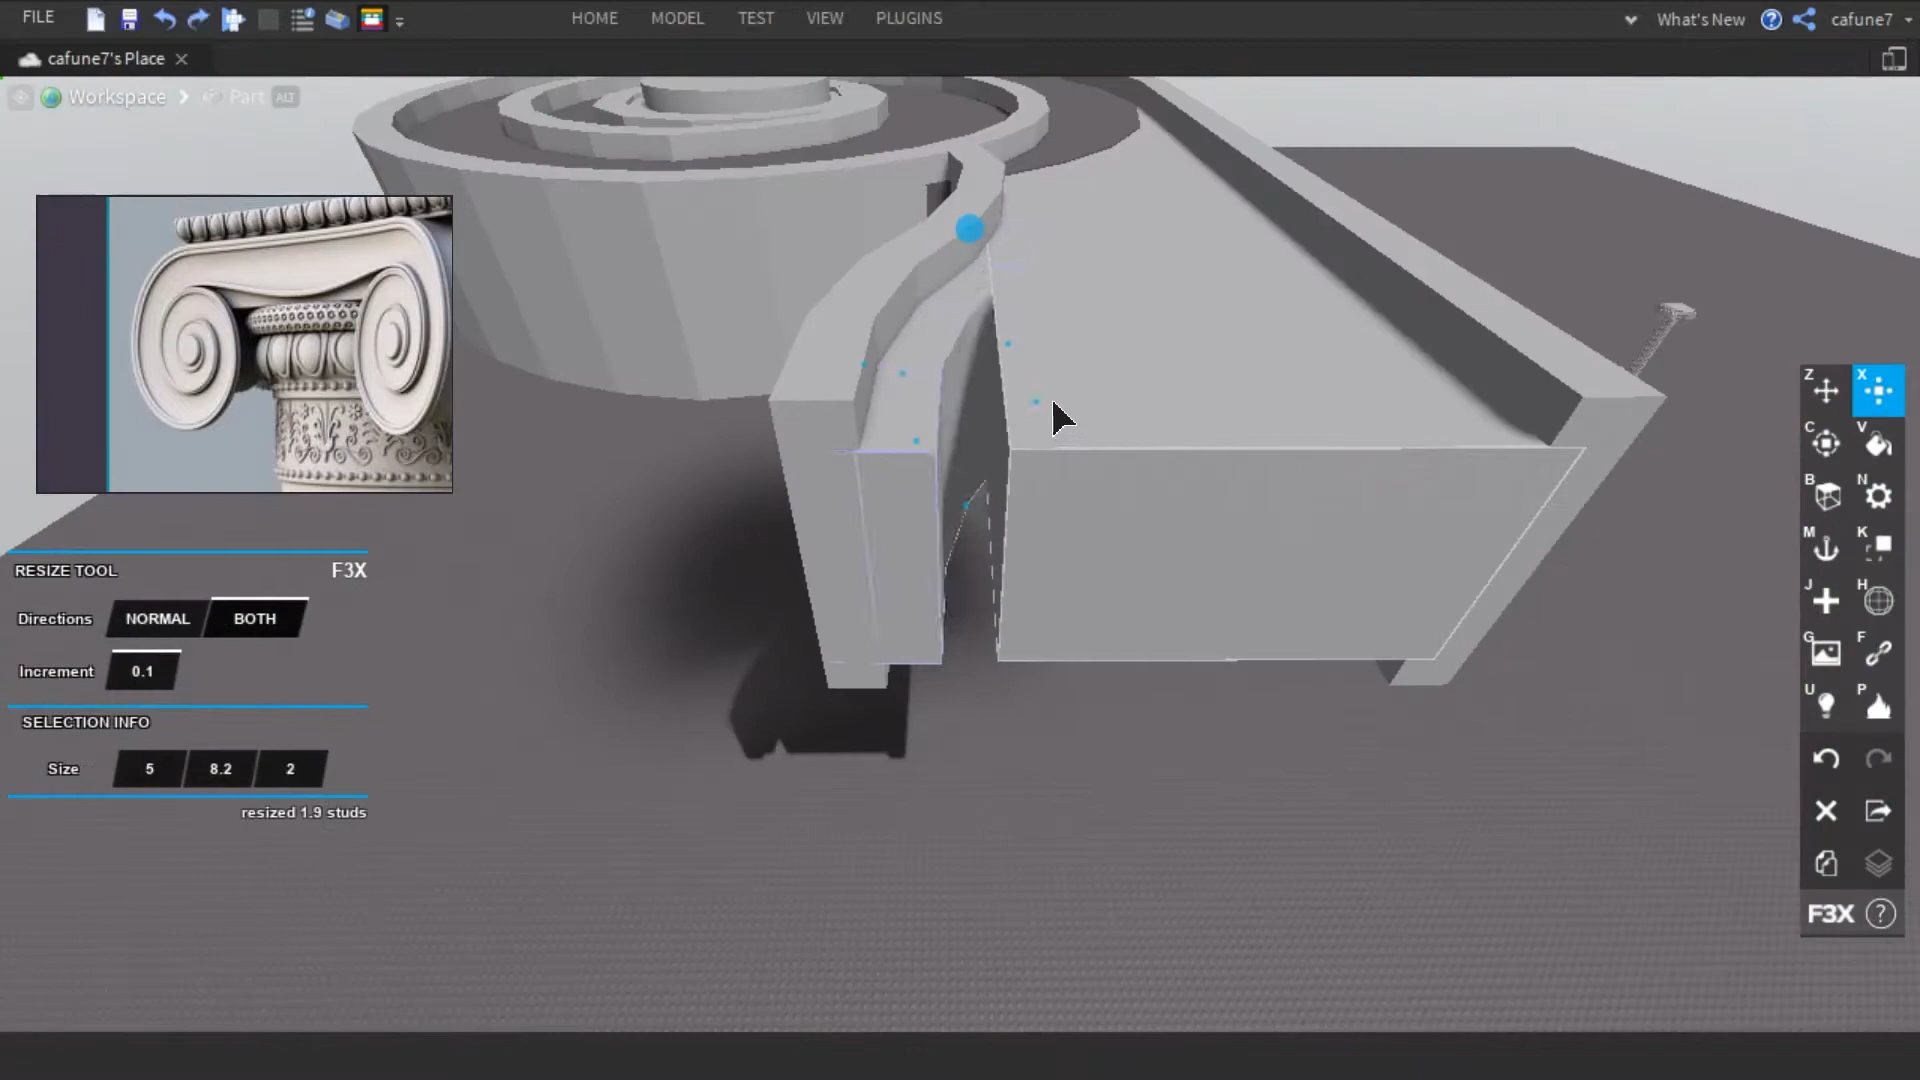 FILE
HOME MODEL TEST VIEW PLUGINS
What's New
cafune7
cafune7's Place
Workspace
Part ALT
RESIZE TOOL F3X
Directions NORMAL BOTH
Increment 0.1
SELECTION INFO
Size 5 8.2 2
resized 1.9 studs
Z X
C V
B N
M K
J H
G F
U P
F3X ?